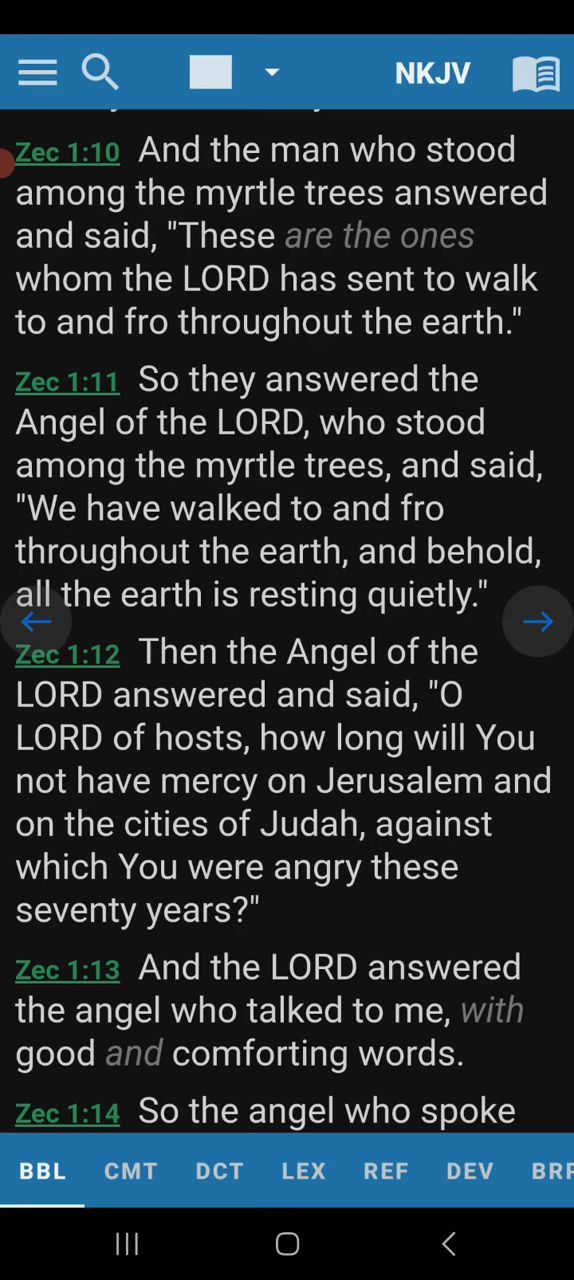 NKJV
Zec 1:10 And the man who stood
among the myrtle trees answered
and said, "These are the ones
whom the LORD has sent to walk
to and fro throughout the earth."
Zec 1:11 So they answered the
Angel of the LORD, who stood
among the myrtle trees, and said,
"We have walked to and fro
throughout the earth, and behold,
all the earth is resting quietly."
Zec 1:12 Then the Angel of the
LORD answered and said, "O
LORD of hosts, how long will You
not have mercy on Jerusalem and
on the cities of Judah, against
which You were angry these
seventy years?"
Zec 1:13 And the LORD answered
the angel who talked to me, with
good and comforting words.
Zec 1:14 So the angel who spoke
BBL CMT DCT LEX REF DEV